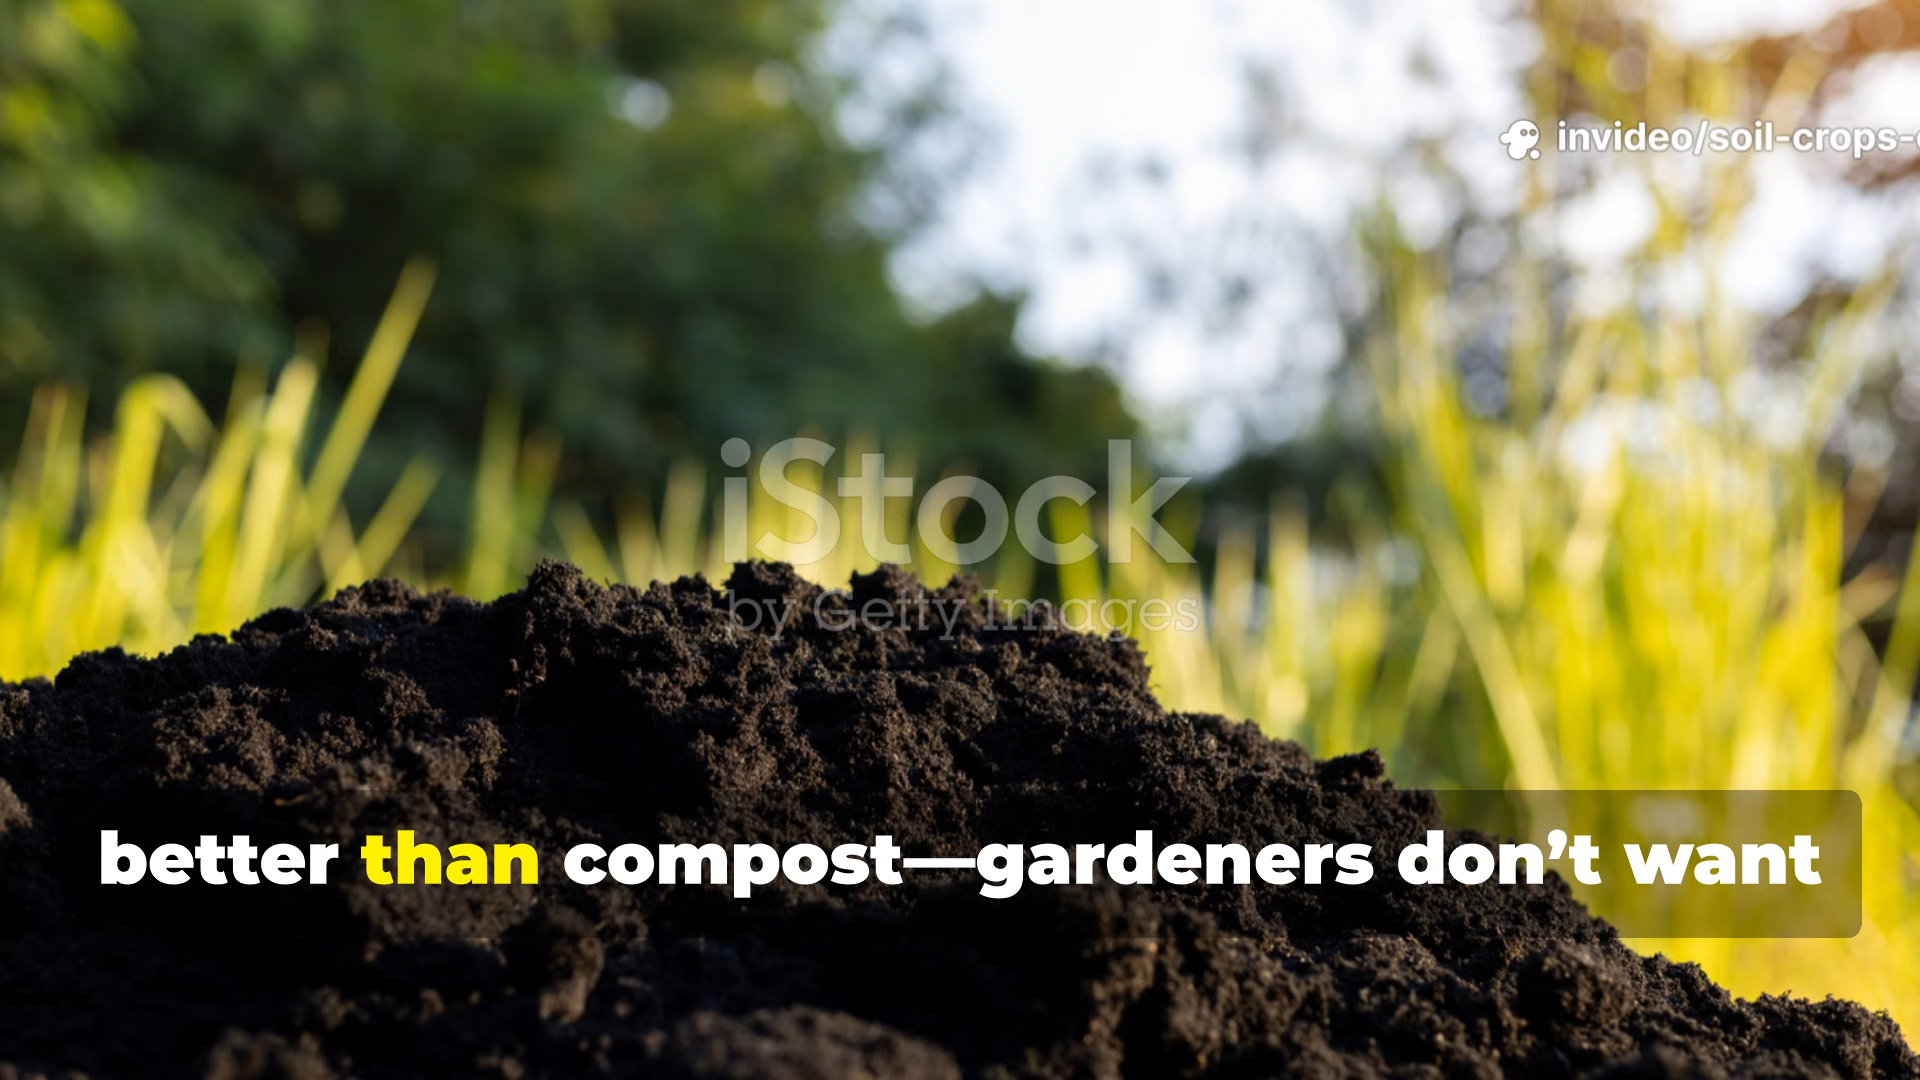 invideo/soil-crops-
iStock
by Getty Images
better than compost—gardeners don’t want